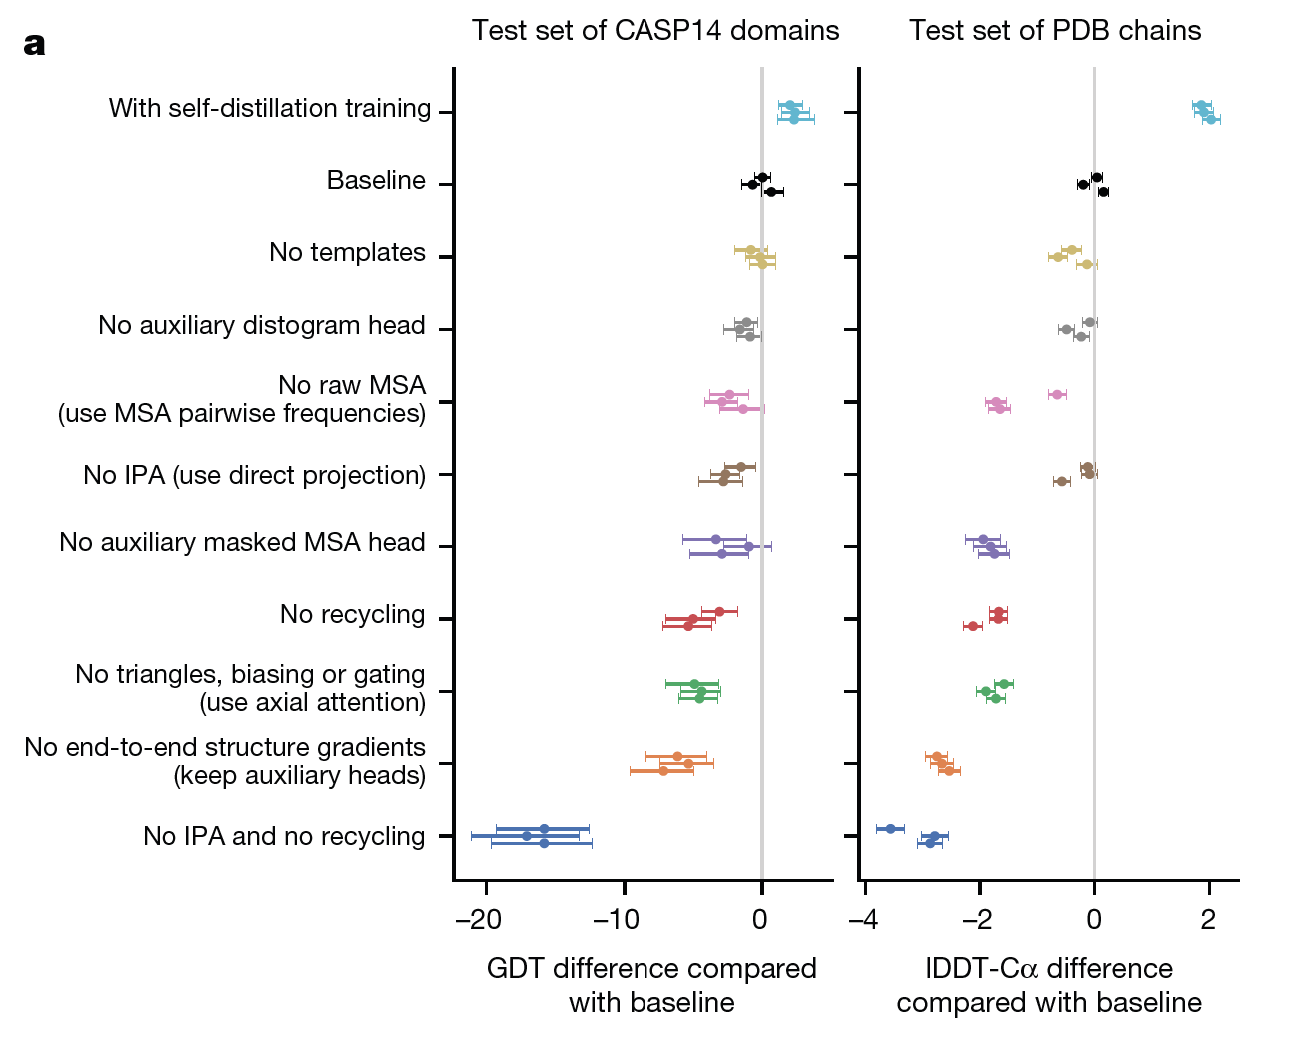 a
Test set of CASP14 domains
Test set of PDB chains
With self-distillation training
Baseline
No templates
No auxiliary distogram head
No raw MSA
(use MSA pairwise frequencies)
No IPA (use direct projection)
No auxiliary masked MSA head
No recycling
No triangles, biasing or gating
(use axial attention)
No end-to-end structure gradients
(keep auxiliary heads)
No IPA and no recycling
–20 –10 0
–4 –2 0 2
GDT difference compared
with baseline
lDDT-Cα difference
compared with baseline